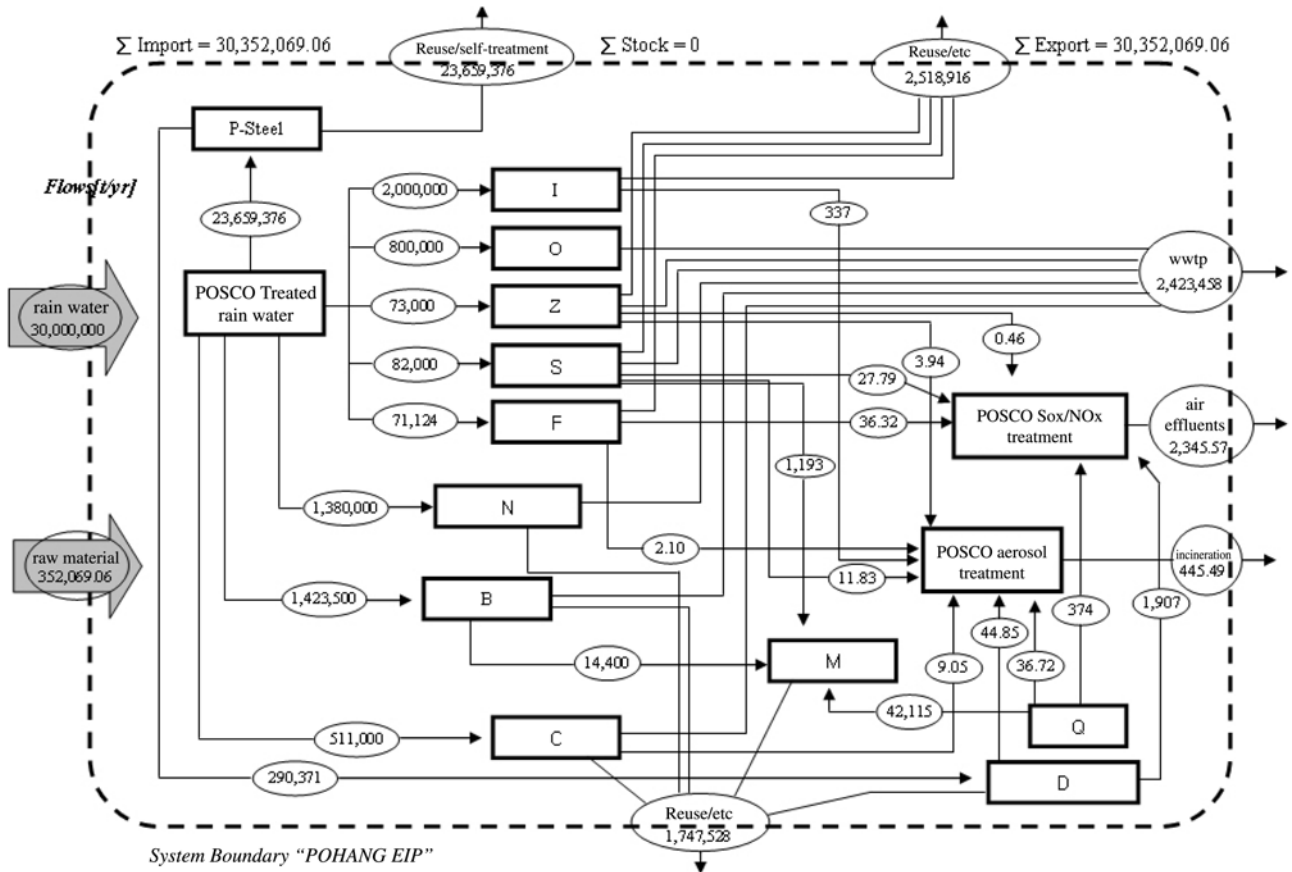 ∑ Import = 30,352,069.06
Reuse/self-treatment
23,659,376
∑ Stock = 0
Reuse/etc
2,518,916
∑ Export = 30,352,069.06
P-Steel
Flows[t/yr]
23,659,376
2,000,000
I
337
800,000
O
wwtp
2,423,458
rain water
30,000,000
POSCO Treated
rain water
73,000
Z
0.46
3.94
82,000
S
27.79
71,124
F
36.32
POSCO Sox/NOx
treatment
air
effluents
2,345.57
1,193
1,380,000
N
2.10
POSCO aerosol
treatment
incineration
445.49
raw material
352,069.06
11.83
1,423,500
B
374
1,907
44.85
9.05
36.72
14,400
M
42,115
Q
511,000
C
290,371
D
Reuse/etc
1,747,528
System Boundary “POHANG EIP”